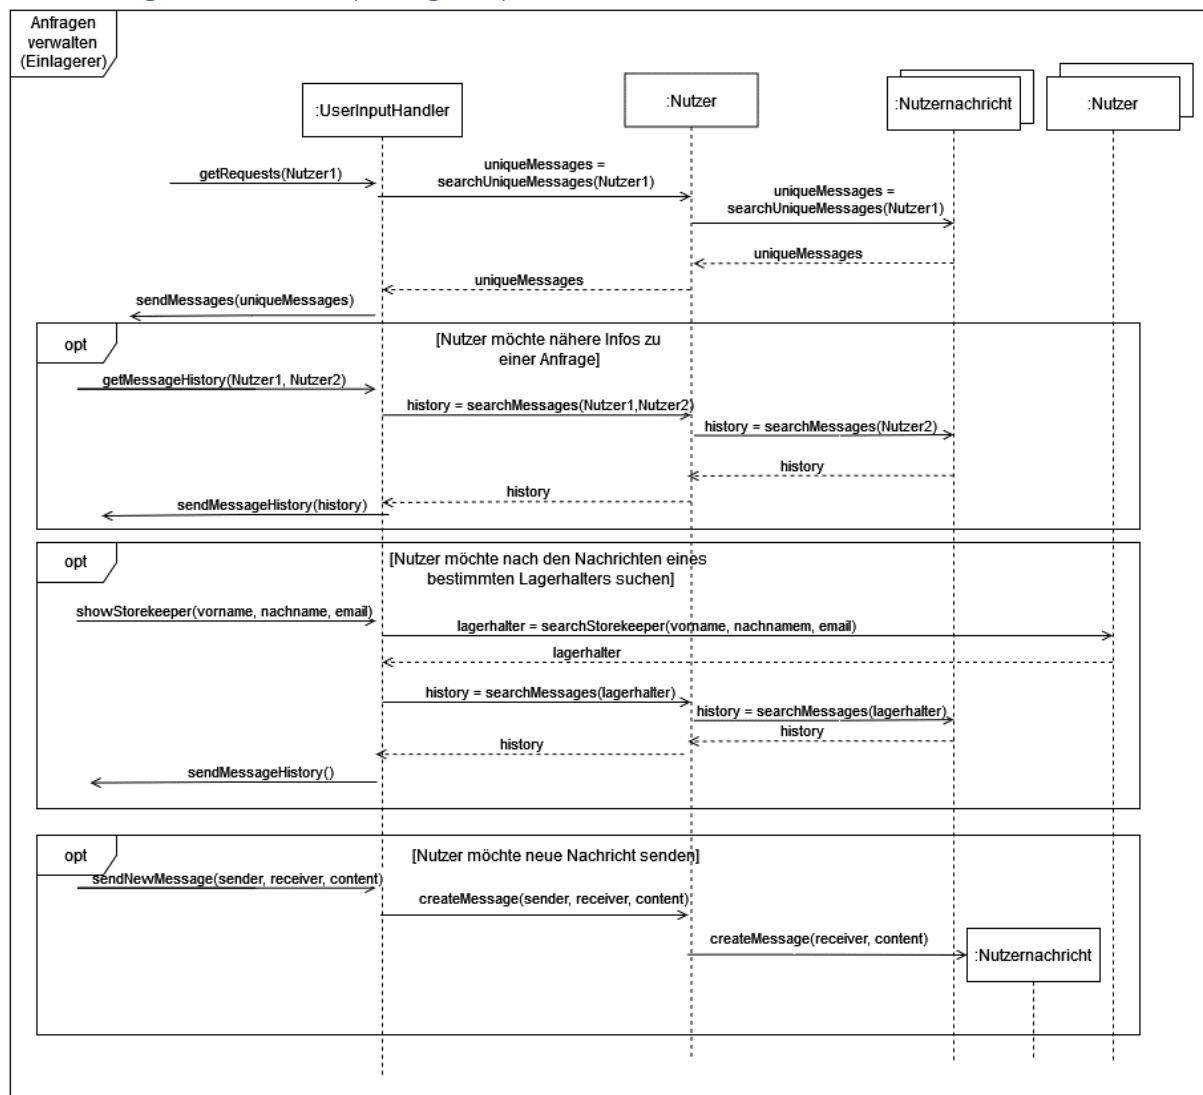 Anfragen
verwalten
(Einlagerer)
:UserInputHandler
:Nutzer
:Nutzernachricht
:Nutzer
getRequests(Nutzer1)
uniqueMessages =
searchUniqueMessages(Nutzer1)
uniqueMessages =
searchUniqueMessages(Nutzer1)
uniqueMessages
uniqueMessages
sendMessages(uniqueMessages)
opt
[Nutzer möchte nähere Infos zu
einer Anfrage]
getMessageHistory(Nutzer1, Nutzer2)
history = searchMessages(Nutzer1,Nutzer2)
history = searchMessages(Nutzer2)
history
history
sendMessageHistory(history)
opt
[Nutzer möchte nach den Nachrichten eines
bestimmten Lagerhalters suchen]
showStorekeeper(vorname, nachname, email)
lagerhalter = searchStorekeeper(vorname, nachnamem, email)
lagerhalter
history = searchMessages(lagerhalter)
history = searchMessages(lagerhalter)
history
history
sendMessageHistory()
opt
[Nutzer möchte neue Nachricht senden]
sendNewMessage(sender, receiver, content)
createMessage(sender, receiver, content)
createMessage(receiver, content)
:Nutzernachricht